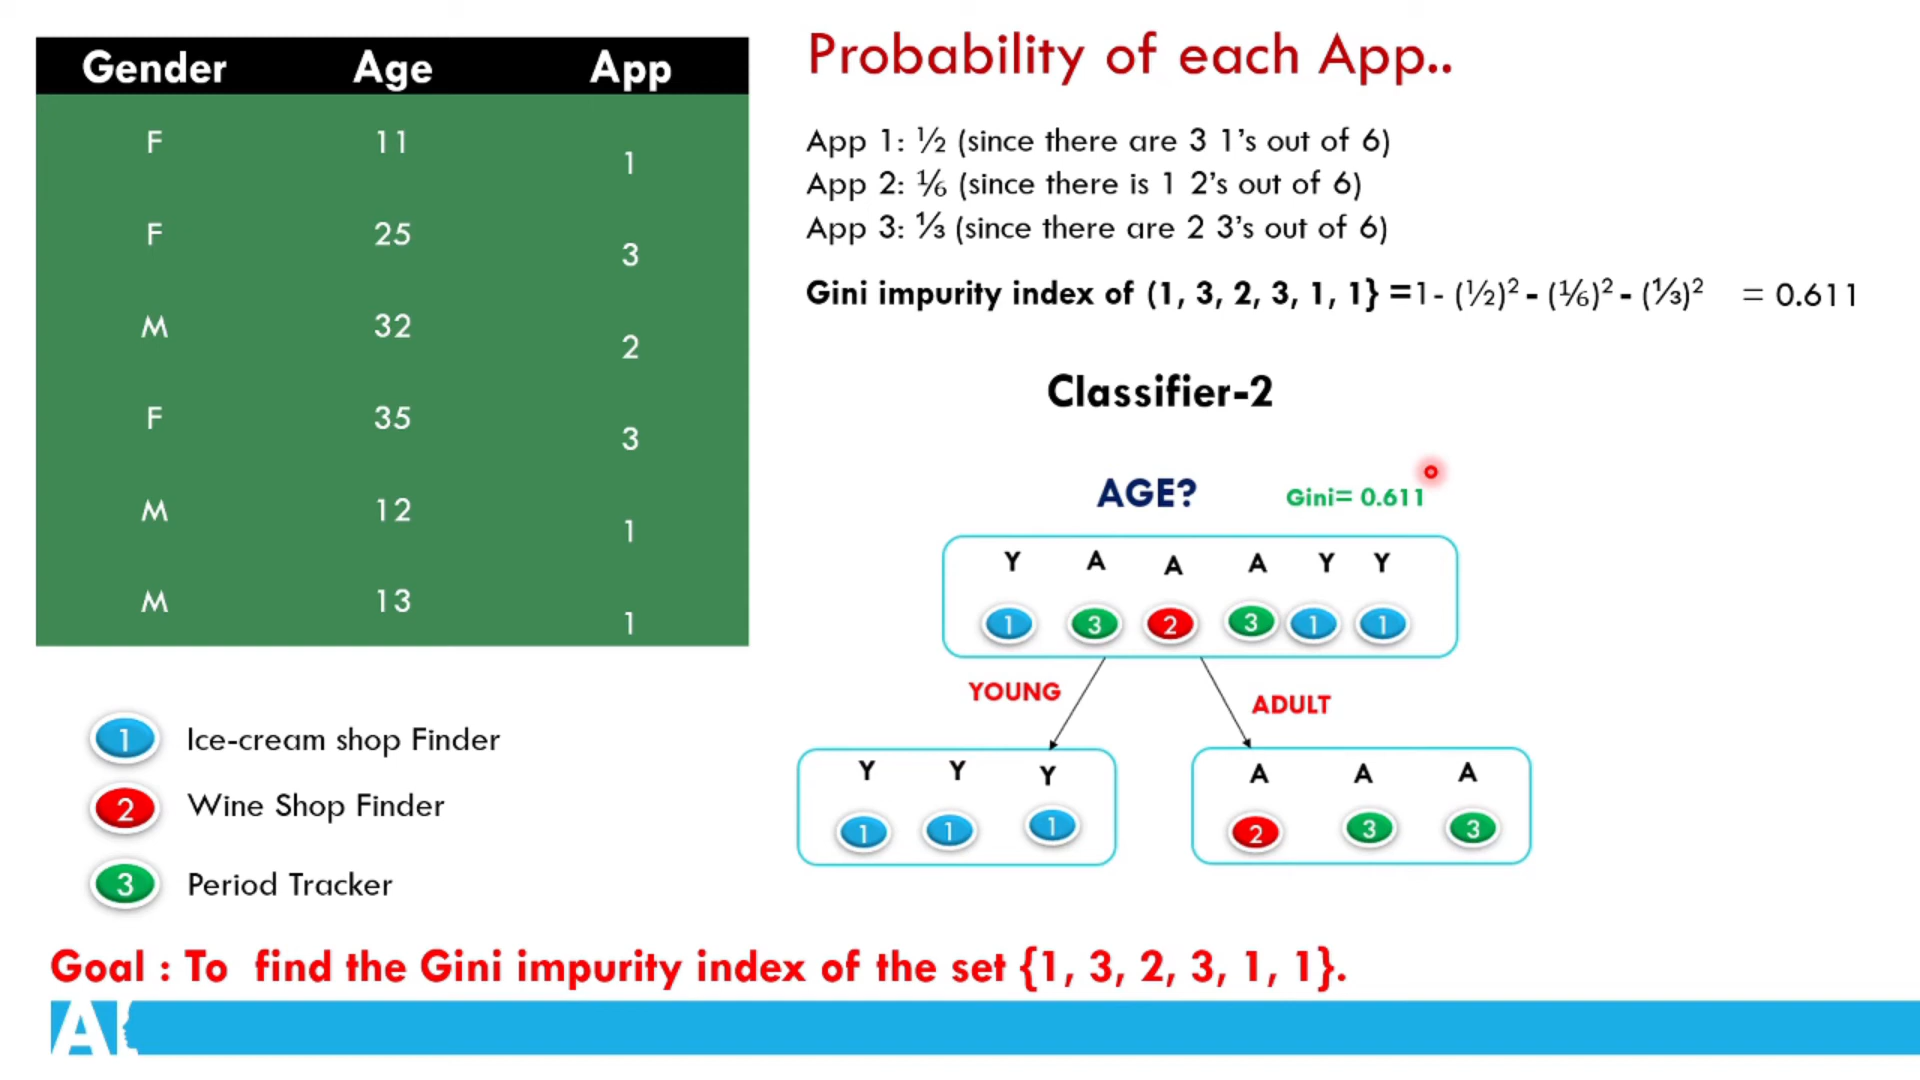 Gender Age App
F 11 1
F 25 3
M 32 2
F 35 3
M 12 1
M 13 1
1 Ice-cream shop Finder
2 Wine Shop Finder
3 Period Tracker
Probability of each App..
App 1: ½ (since there are 3 1’s out of 6)
App 2: ⅙ (since there is 1 2’s out of 6)
App 3: ⅓ (since there are 2 3’s out of 6)
Gini impurity index of (1, 3, 2, 3, 1, 1} =1- (½)² - (⅙)² - (⅓)² = 0.611
Classifier-2
AGE? Gini= 0.611
Y A A A Y Y
1 3 2 3 1 1
YOUNG ADULT
Y Y Y
1 1 1
A A A
2 3 3
Goal : To find the Gini impurity index of the set {1, 3, 2, 3, 1, 1}.
AI